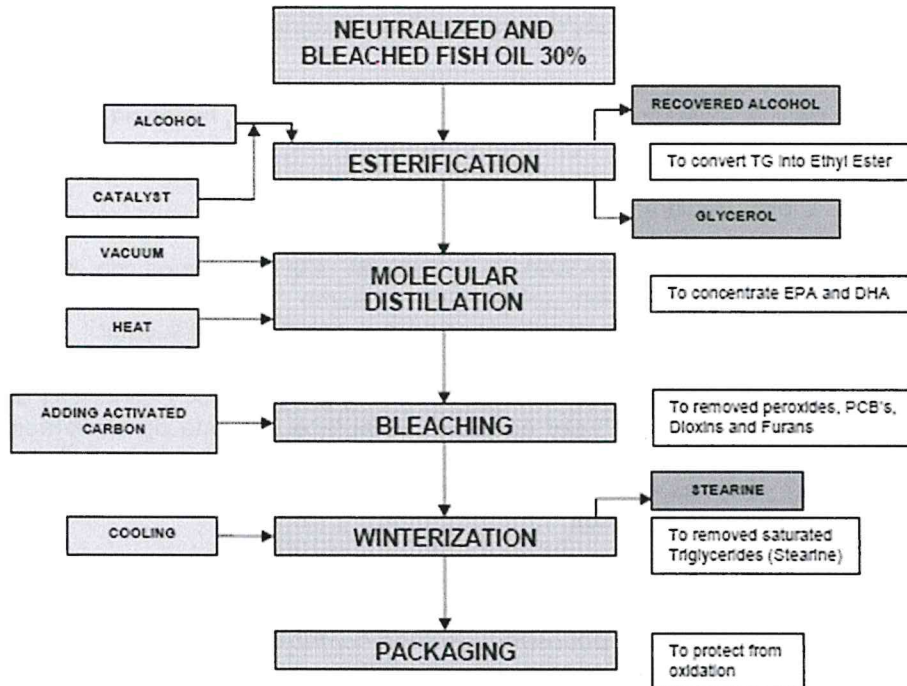 NEUTRALIZED AND
BLEACHED FISH OIL 30%
RECOVERED ALCOHOL
ALCOHOL
ESTERIFICATION
To convert TG into Ethyl Ester
CATALYST
GLYCEROL
VACUUM
MOLECULAR
DISTILLATION
To concentrate EPA and DHA
HEAT
ADDING ACTIVATED
CARBON
BLEACHING
To removed peroxides, PCB's,
Dioxins and Furans
STEARINE
COOLING
WINTERIZATION
To removed saturated
Triglycerides (Stearine)
PACKAGING
To protect from
oxidation